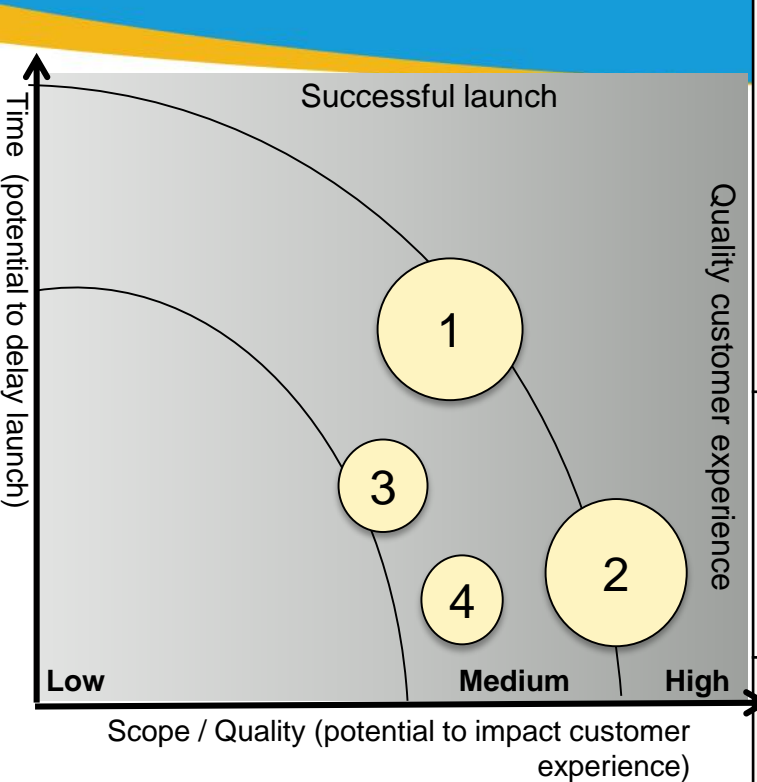 Successful launch
Time (potential to delay launch)
Quality customer experience
1
3
2
4
Low
Medium
High
Scope / Quality (potential to impact customer
experience)